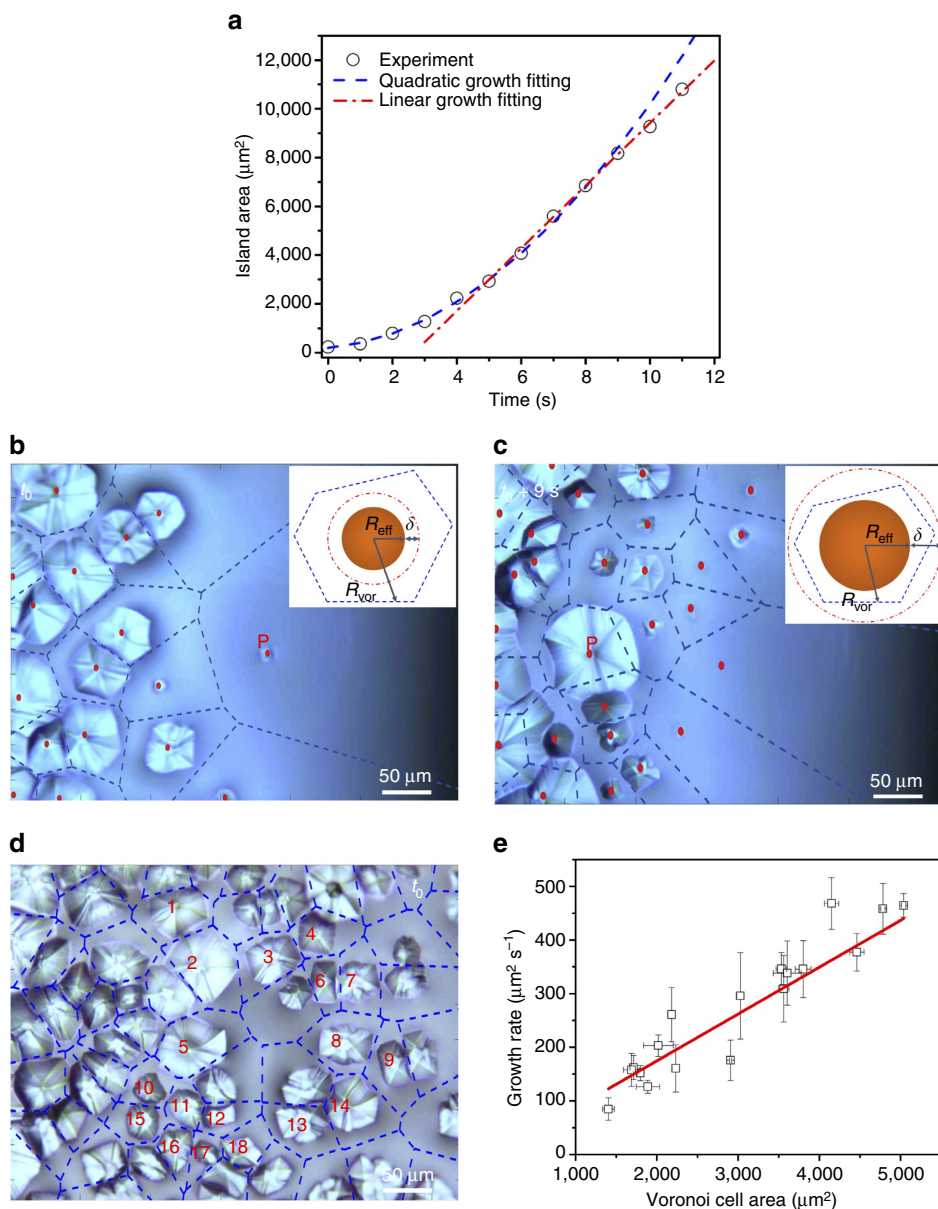 a
12,000
10,000
8,000
6,000
4,000
2,000
0
Island area (μm²)
Experiment
Quadratic growth fitting
Linear growth fitting
0 2 4 6 8 10 12
Time (s)
b
t₀
P
R_eff
δ
R_vor
50 μm
c
t₀ + 9 s
P
R_eff
δ
R_vor
50 μm
d
t₀
1
2
3
4
5
6
7
8
9
10
11
12
13
14
15
16
17
18
50 μm
e
500
400
300
200
100
0
Growth rate (μm² s⁻¹)
1,000 2,000 3,000 4,000 5,000
Voronoi cell area (μm²)